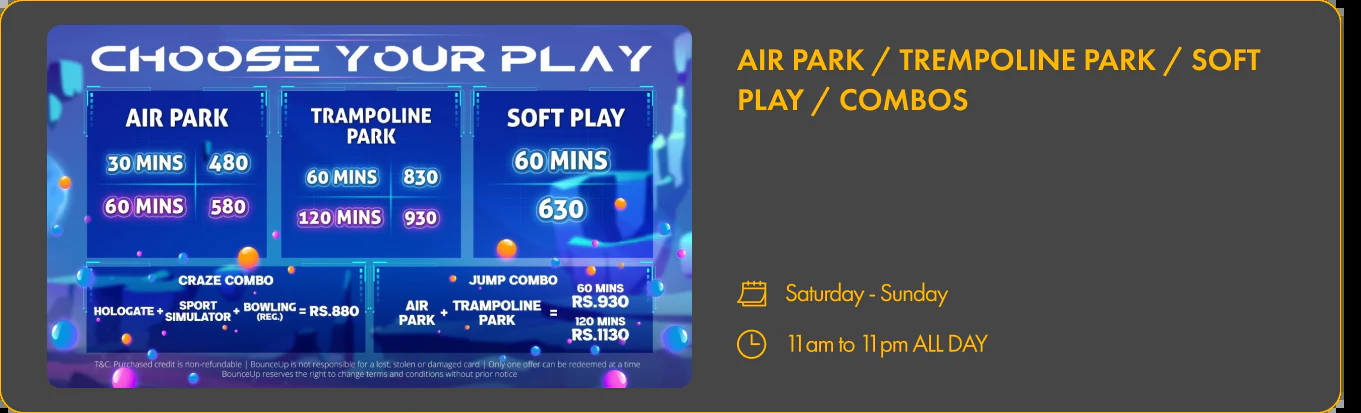 CHOOSE YOUR PLAY
AIR PARK
30 MINS 480
60 MINS 580
TRAMPOLINE
PARK
60 MINS 830
120 MINS 930
SOFT PLAY
60 MINS
630
CRAZE COMBO
HOLOGATE + SPORT SIMULATOR + BOWLING (REG.) = RS.880
JUMP COMBO
AIR PARK + TRAMPOLINE PARK =
60 MINS
RS.930
120 MINS
RS.1130
T&C: Purchased credit is non-refundable | BounceUp is not responsible for a lost, stolen or damaged card | Only one offer can be redeemed at a time
BounceUp reserves the right to change terms and conditions without prior notice
AIR PARK / TREMPOLINE PARK / SOFT
PLAY / COMBOS
Saturday - Sunday
11am to 11pm ALL DAY